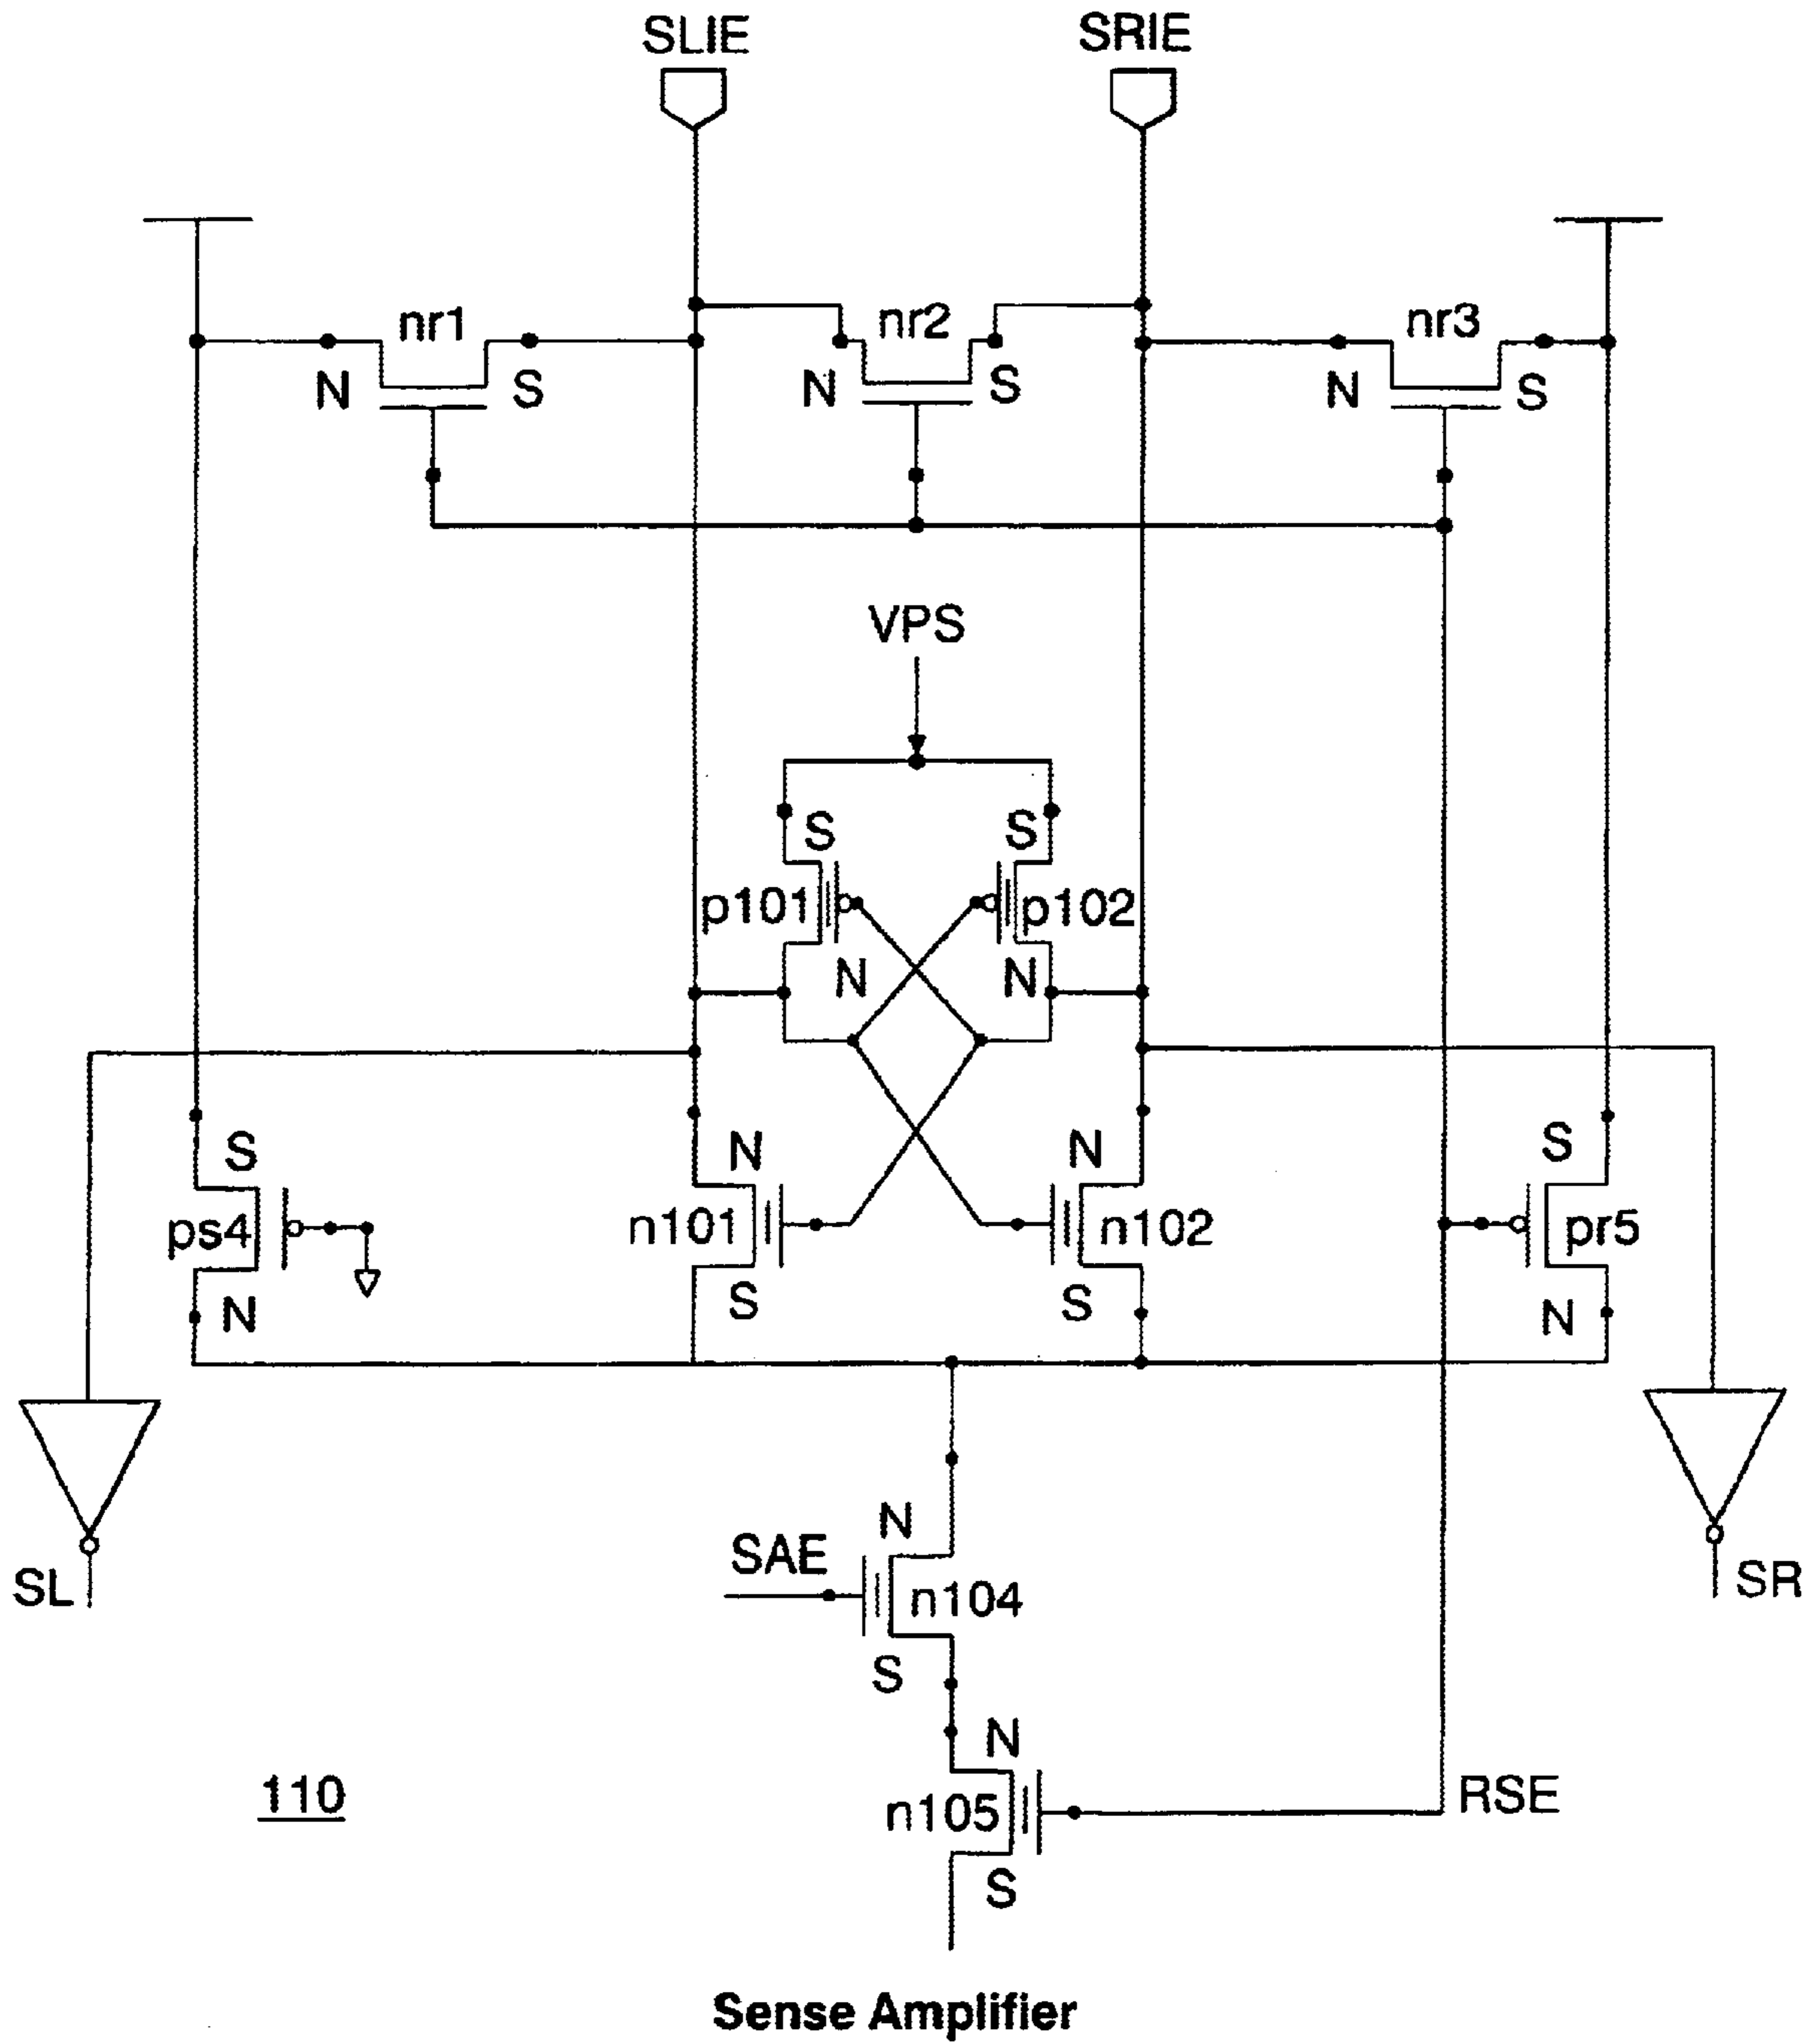 SLIE
SRIE
nr1
nr2
nr3
N
S
N
S
N
S
VPS
S
S
p101
p102
N
N
S
N
N
S
ps4
n101
n102
pr5
N
S
S
N
N
SAE
n104
SL
SR
S
N
110
n105
RSE
S
Sense Amplifier